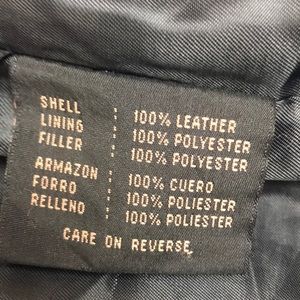 SHELL : 100% LEATHER
LINING : 100% POLYESTER
FILLER : 100% POLYESTER
ARMAZON : 100% CUERO
FORRO : 100% POLIESTER
RELLENO : 100% POLIESTER
CARE ON REVERSE.